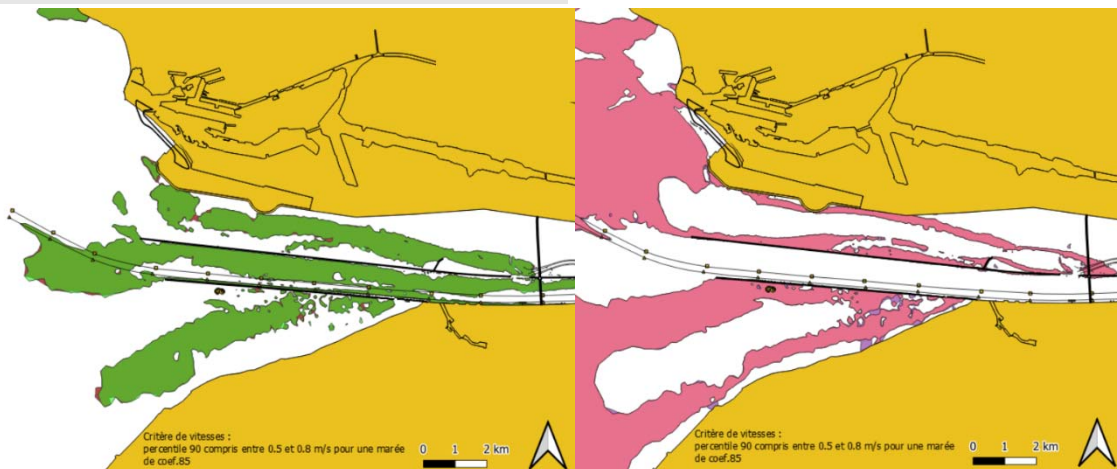 Critère de vitesses :
percentile 90 compris entre 0.5 et 0.8 m/s pour une marée
de coef.85
0 1 2 km
Critère de vitesses :
percentile 90 compris entre 0.5 et 0.8 m/s pour une marée
de coef.85
0 1 2 km